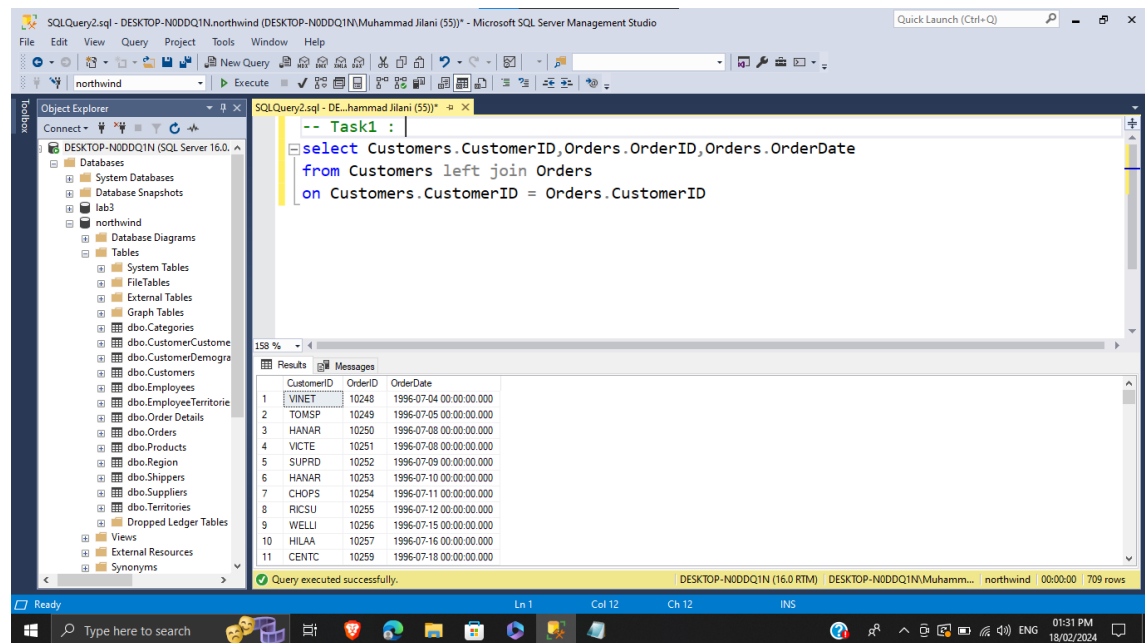 SQLQuery2.sql - DESKTOP-N0DDQ1N.northwind (DESKTOP-N0DDQ1N\Muhammad Jilani (55))* - Microsoft SQL Server Management Studio
Quick Launch (Ctrl+Q)
File Edit View Query Project Tools Window Help
New Query
northwind
Execute
Toolbox
Object Explorer
SQLQuery2.sql - DE...hammad Jilani (55))*
Connect
DESKTOP-N0DDQ1N (SQL Server 16.0.
Databases
System Databases
Database Snapshots
lab3
northwind
Database Diagrams
Tables
System Tables
FileTables
External Tables
Graph Tables
dbo.Categories
dbo.CustomerCustome
dbo.CustomerDemogra
dbo.Customers
dbo.Employees
dbo.EmployeeTerritorie
dbo.Order Details
dbo.Orders
dbo.Products
dbo.Region
dbo.Shippers
dbo.Suppliers
dbo.Territories
Dropped Ledger Tables
Views
External Resources
Synonyms
-- Task1 :
select Customers.CustomerID,Orders.OrderID,Orders.OrderDate
from Customers left join Orders
on Customers.CustomerID = Orders.CustomerID
158 %
Results Messages
CustomerID OrderID OrderDate
1 VINET 10248 1996-07-04 00:00:00.000
2 TOMSP 10249 1996-07-05 00:00:00.000
3 HANAR 10250 1996-07-08 00:00:00.000
4 VICTE 10251 1996-07-08 00:00:00.000
5 SUPRD 10252 1996-07-09 00:00:00.000
6 HANAR 10253 1996-07-10 00:00:00.000
7 CHOPS 10254 1996-07-11 00:00:00.000
8 RICSU 10255 1996-07-12 00:00:00.000
9 WELLI 10256 1996-07-15 00:00:00.000
10 HILAA 10257 1996-07-16 00:00:00.000
11 CENTC 10259 1996-07-18 00:00:00.000
Query executed successfully. DESKTOP-N0DDQ1N (16.0 RTM) DESKTOP-N0DDQ1N\Muhamm... northwind 00:00:00 709 rows
Ready Ln 1 Col 12 Ch 12 INS
Type here to search
ENG
01:31 PM
18/02/2024